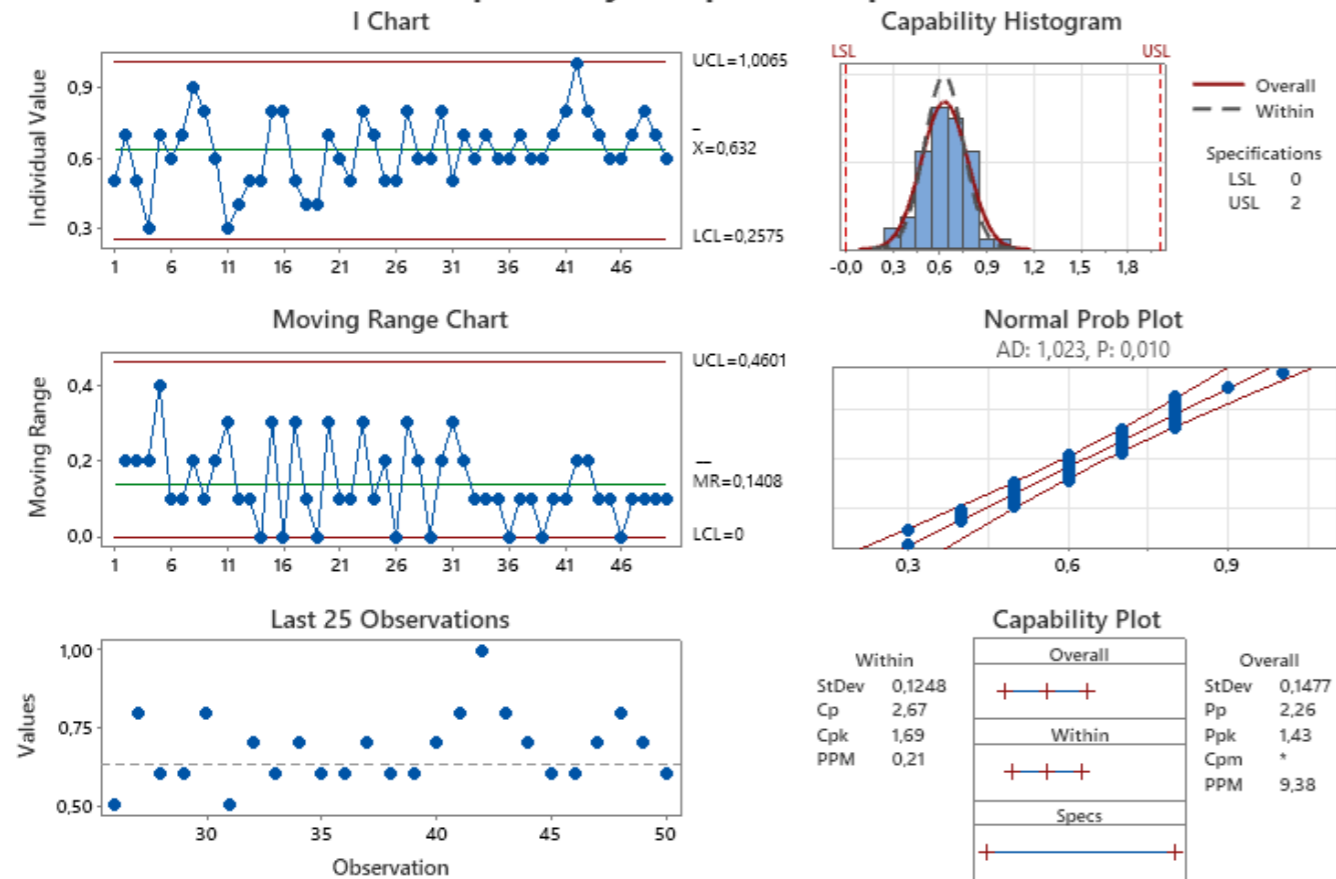 I Chart
Individual Value
0,9
0,6
0,3
UCL=1,0065
_
X=0,632
LCL=0,2575
1 6 11 16 21 26 31 36 41 46
Capability Histogram
LSL USL
Overall
Within
Specifications
LSL 0
USL 2
-0,0 0,3 0,6 0,9 1,2 1,5 1,8
Moving Range Chart
Moving Range
0,4
0,2
0,0
UCL=0,4601
__
MR=0,1408
LCL=0
1 6 11 16 21 26 31 36 41 46
Normal Prob Plot
AD: 1,023, P: 0,010
0,3 0,6 0,9
Last 25 Observations
Values
1,00
0,75
0,50
30 35 40 45 50
Observation
Capability Plot
Within
StDev 0,1248
Cp 2,67
Cpk 1,69
PPM 0,21
Overall
Within
Specs
Overall
StDev 0,1477
Pp 2,26
Ppk 1,43
Cpm *
PPM 9,38